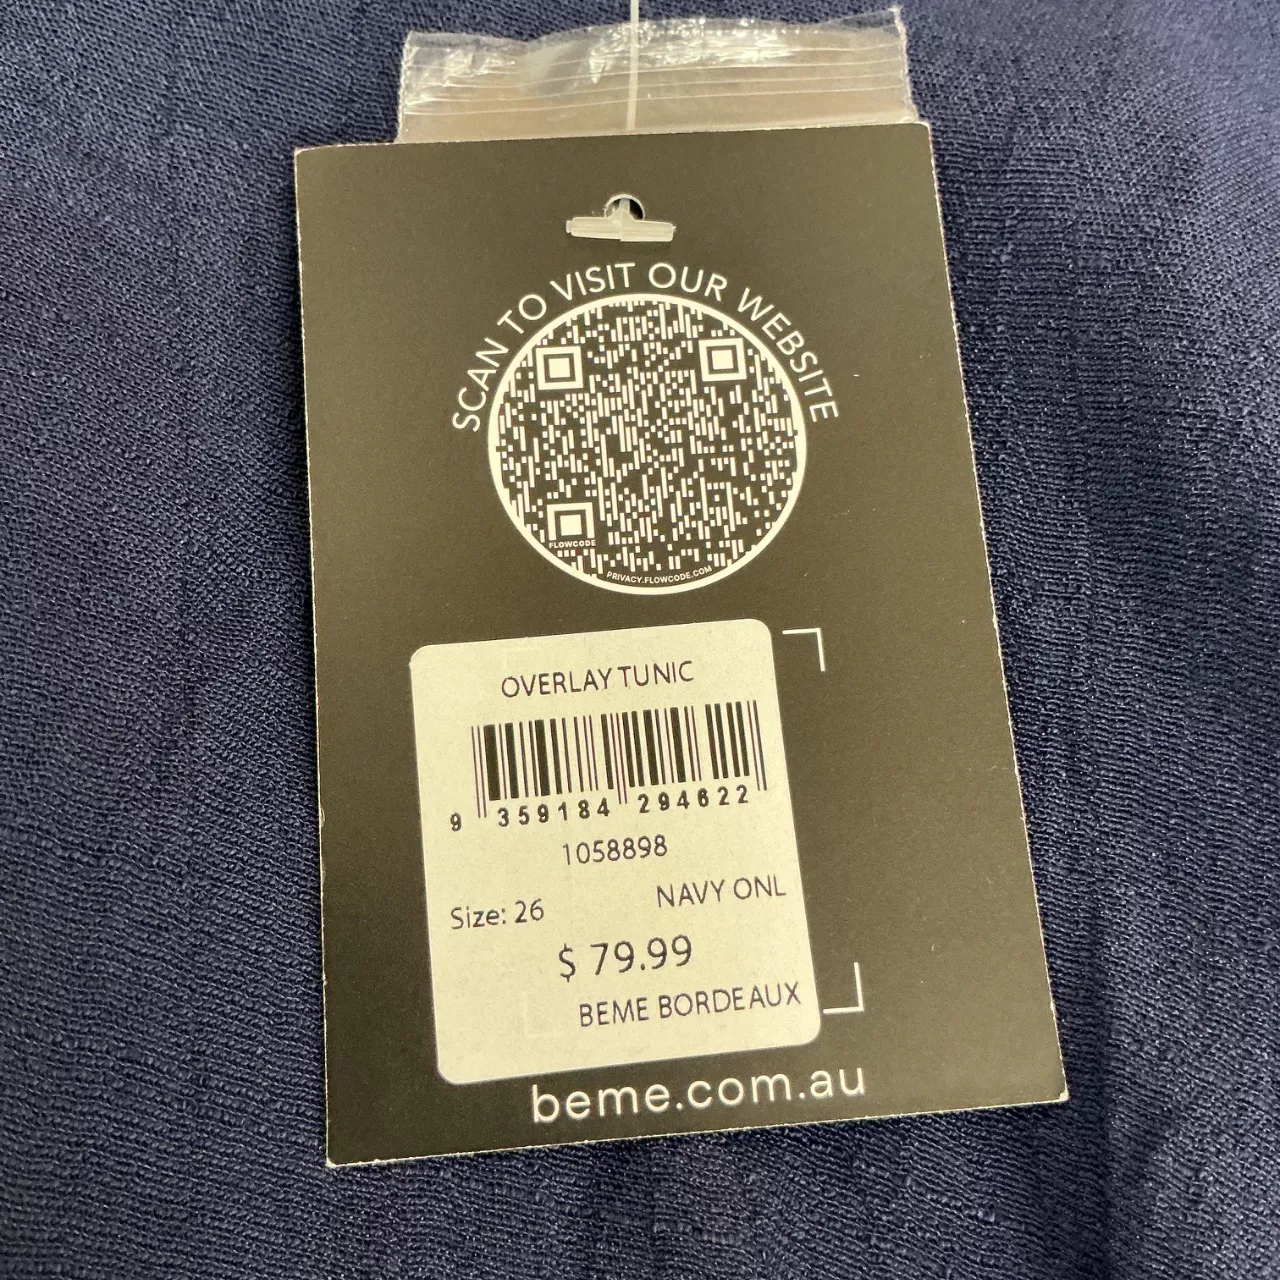 SCAN TO VISIT OUR WEBSITE
FLOWCODE
PRIVACY.FLOWCODE.COM
OVERLAY TUNIC
9 359184 294622
1058898
Size: 26 NAVY ONL
$ 79.99
BEME BORDEAUX
beme.com.au